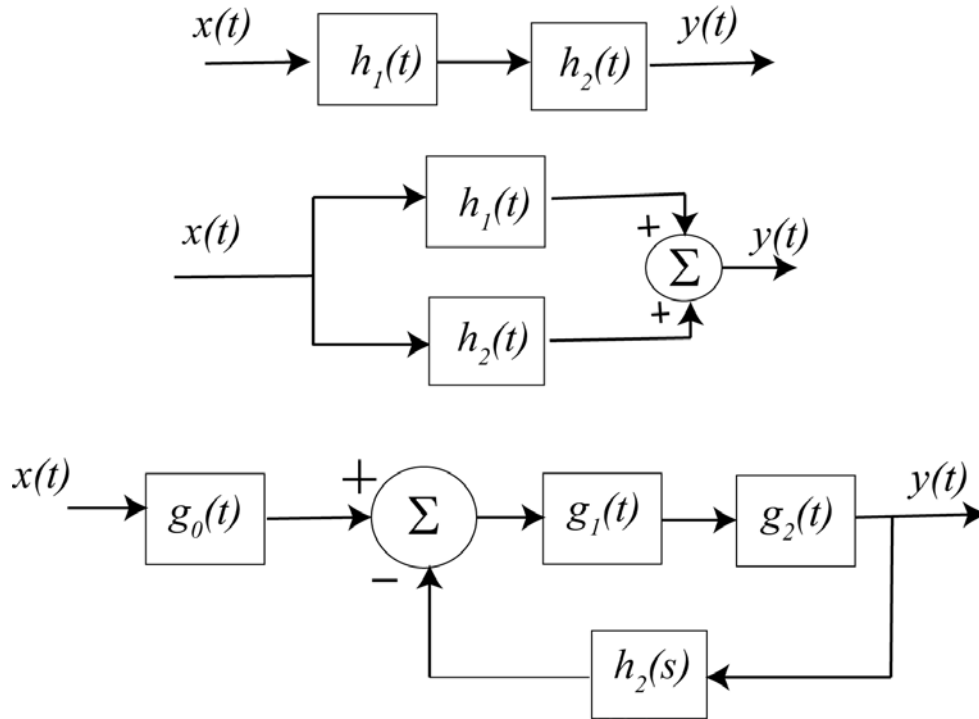 x(t) h₁(t) h₂(t) y(t)
h₁(t)
x(t) + Σ y(t)
+
h₂(t)
x(t) g₀(t) + Σ g₁(t) g₂(t) y(t)
−
h₂(s)